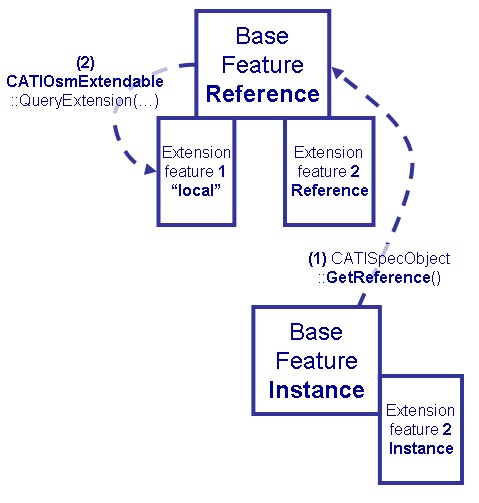 (2)
CATIOsmExtendable
::QueryExtension(…)
Base
Feature
Reference
Extension
feature 1
“local”
Extension
feature 2
Reference
(1) CATISpecObject
::GetReference()
Base
Feature
Instance
Extension
feature 2
Instance